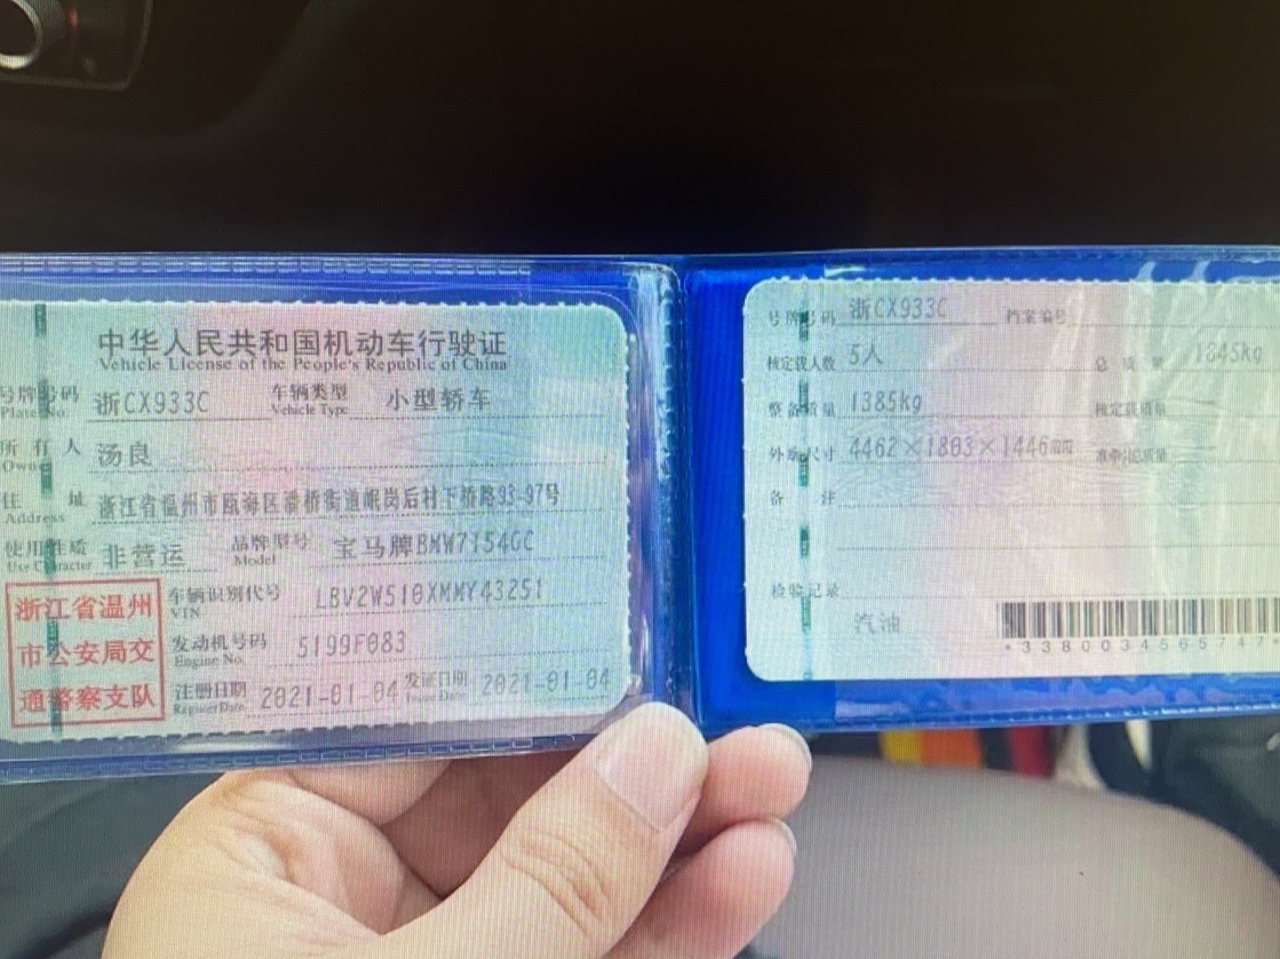 中华人民共和国机动车行驶证
Vehicle License of the People's Republic of China
号牌号码 浙CX933C 车辆类型 小型轿车
Plate No. Vehicle Type
所有人 汤良
Owner
住址 浙江省温州市瓯海区潘桥街道岷岗后村下桥路93-97号
Address
使用性质 非营运 品牌型号 宝马牌BMW7154GC
Use Character Model
浙江省温州
市公安局交
通警察支队
车辆识别代号 LBV2W510XMMY43251
VIN
发动机号码 5199F083
Engine No.
注册日期 2021-01-04 发证日期 2021-01-04
Register Date Issue Date
号牌号码 浙CX933C 档案编号
核定载人数 5人 总质量 1845kg
整备质量 1385kg 核定载质量
外廓尺寸 4462×1803×1446mm 准牵引总质量
备注
检验记录
汽油
*3380034565747